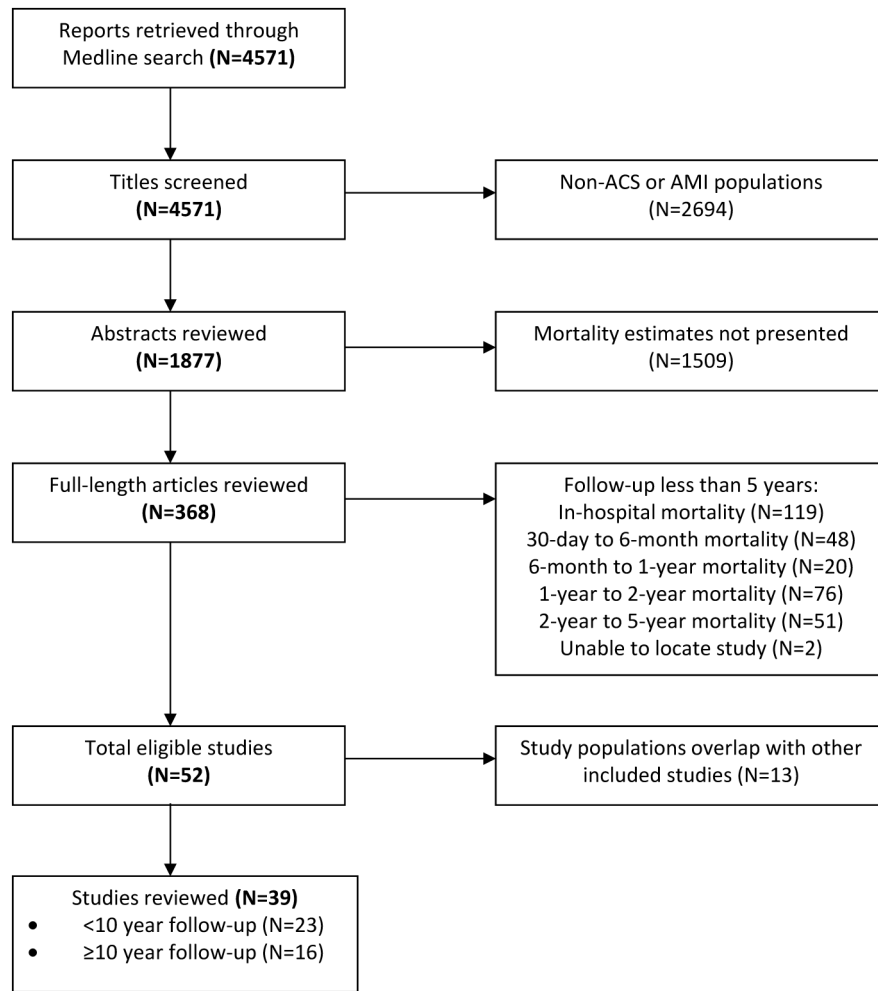 Reports retrieved through
Medline search (N=4571)
Titles screened
(N=4571)
Non-ACS or AMI populations
(N=2694)
Abstracts reviewed
(N=1877)
Mortality estimates not presented
(N=1509)
Full-length articles reviewed
(N=368)
Follow-up less than 5 years:
In-hospital mortality (N=119)
30-day to 6-month mortality (N=48)
6-month to 1-year mortality (N=20)
1-year to 2-year mortality (N=76)
2-year to 5-year mortality (N=51)
Unable to locate study (N=2)
Total eligible studies
(N=52)
Study populations overlap with other
included studies (N=13)
Studies reviewed (N=39)
• <10 year follow-up (N=23)
• ≥10 year follow-up (N=16)